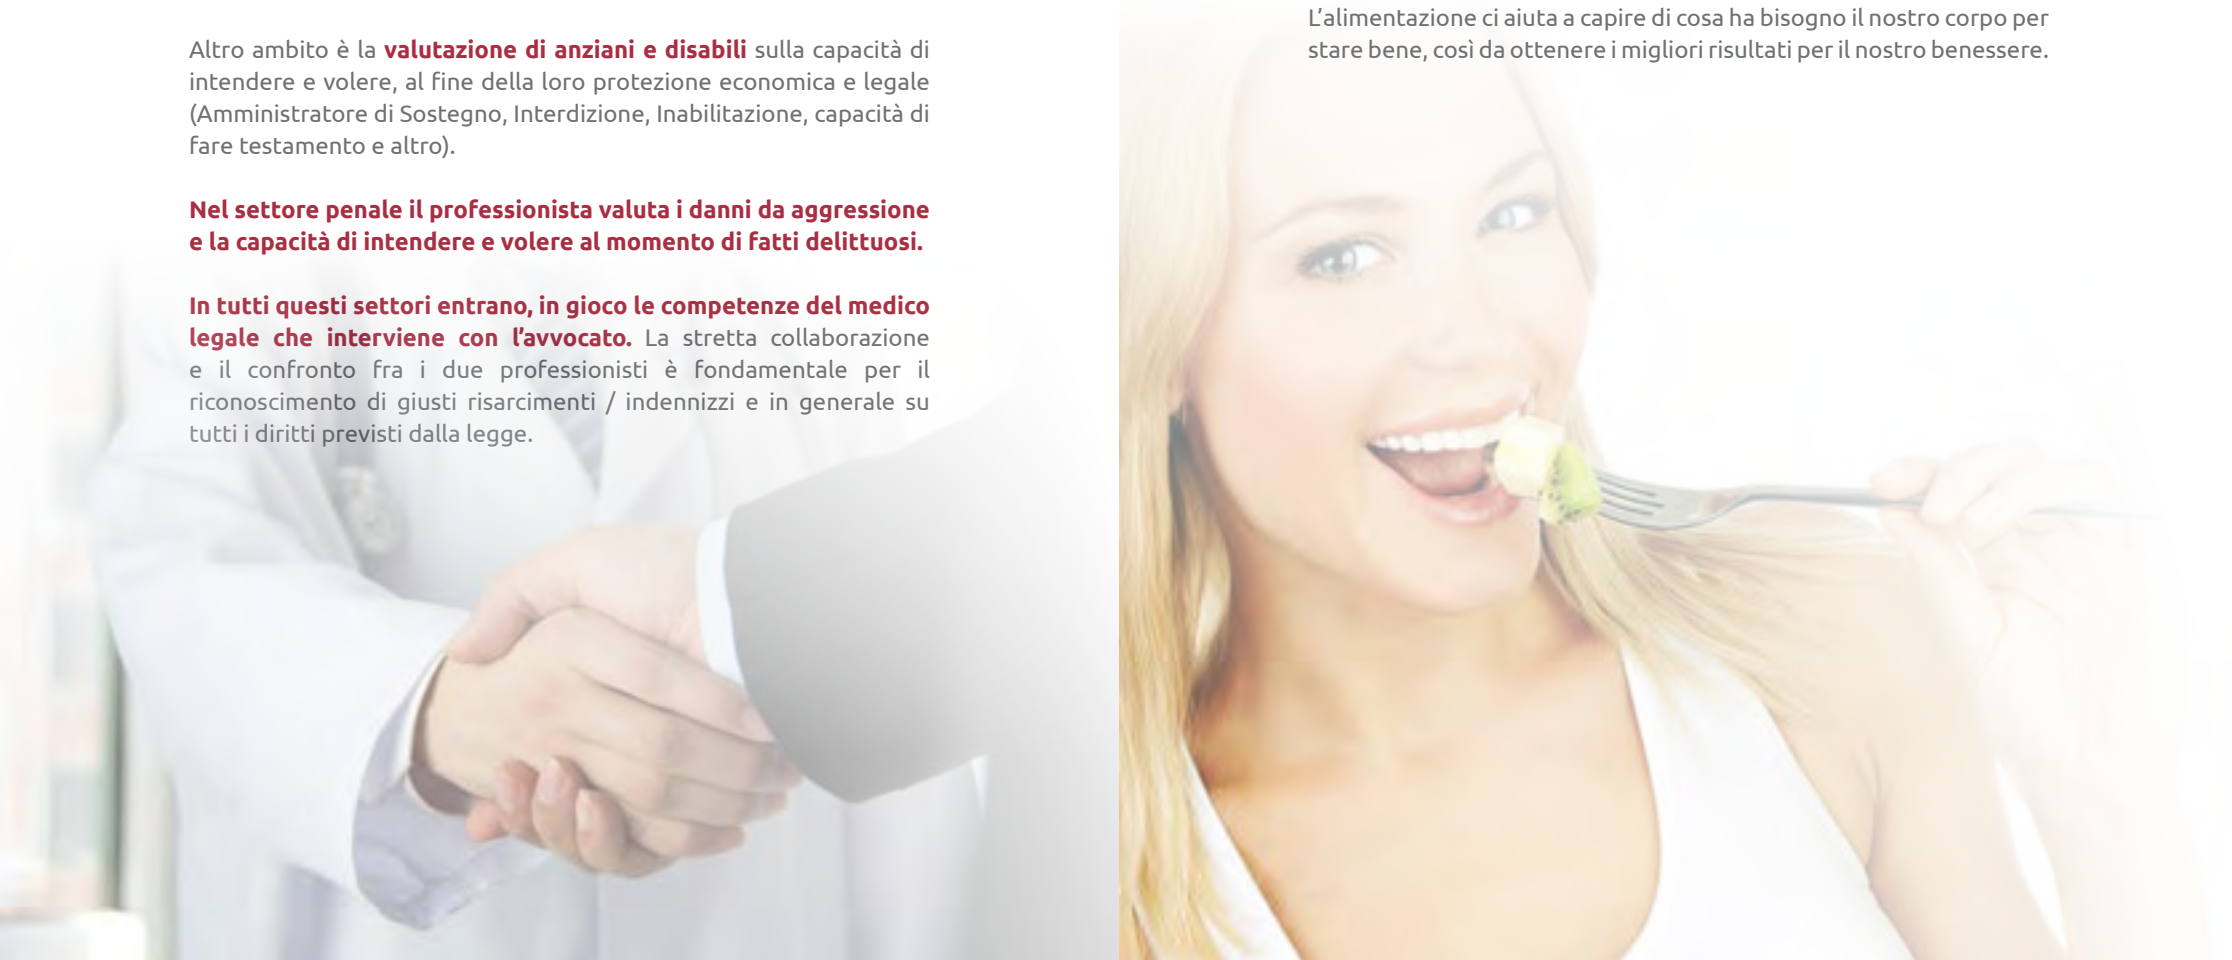 Altro ambito è la valutazione di anziani e disabili sulla capacità di
intendere e volere, al fine della loro protezione economica e legale
(Amministratore di Sostegno, Interdizione, Inabilitazione, capacità di
fare testamento e altro).
Nel settore penale il professionista valuta i danni da aggressione
e la capacità di intendere e volere al momento di fatti delittuosi.
In tutti questi settori entrano, in gioco le competenze del medico
legale che interviene con l’avvocato. La stretta collaborazione
e il confronto fra i due professionisti è fondamentale per il
riconoscimento di giusti risarcimenti / indennizzi e in generale su
tutti i diritti previsti dalla legge.
L’alimentazione ci aiuta a capire di cosa ha bisogno il nostro corpo per
stare bene, così da ottenere i migliori risultati per il nostro benessere.